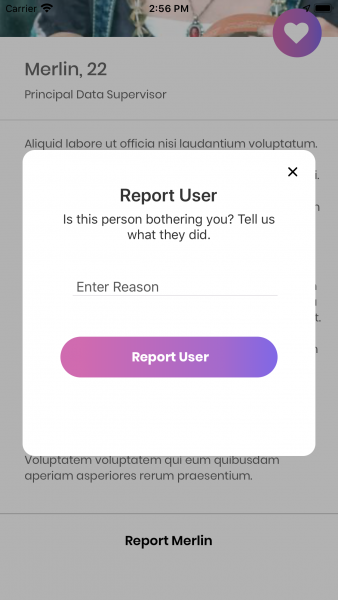 Carrier 2:56 PM
Merlin, 22
Principal Data Supervisor
Aliquid labore ut officia nisi laudantium voluptatum.
Report User
Is this person bothering you? Tell us
what they did.
Enter Reason
Report User
Voluptatem voluptatem qui eum quibusdam
aperiam asperiores rerum praesentium.
Report Merlin